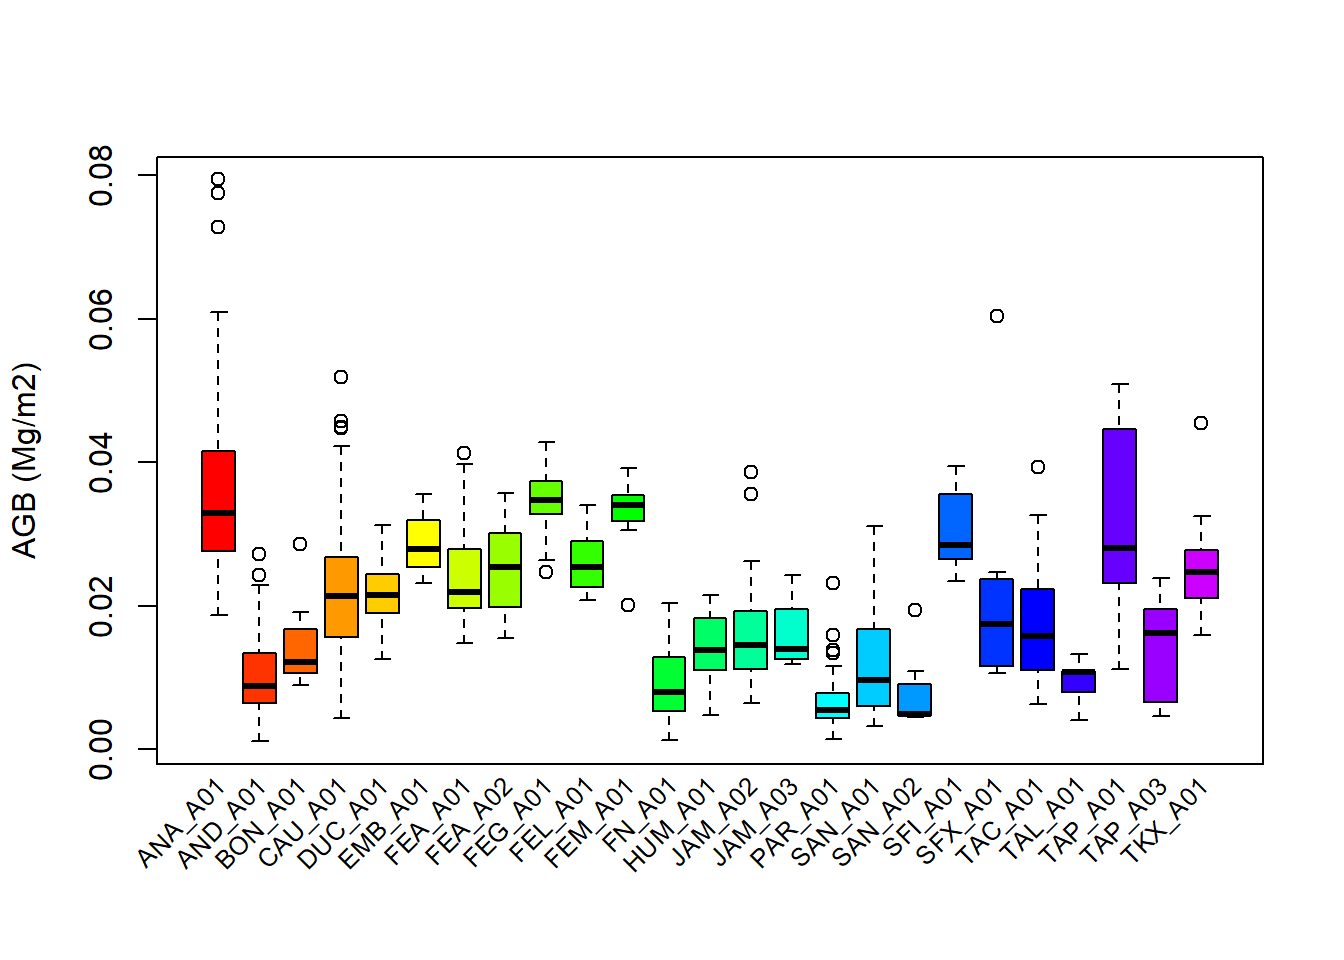 AGB (Mg/m2)
0.08
0.06
0.04
0.02
0.00
ANA_A01
AND_A01
BON_A01
CAU_A01
DUC_A01
EMB_A01
FEA_A01
FEA_A02
FEG_A01
FEL_A01
FEM_A01
FN_A01
HUM_A01
JAM_A02
JAM_A03
PAR_A01
SAN_A01
SAN_A02
SFI_A01
SFX_A01
TAC_A01
TAL_A01
TAP_A01
TAP_A03
TKX_A01